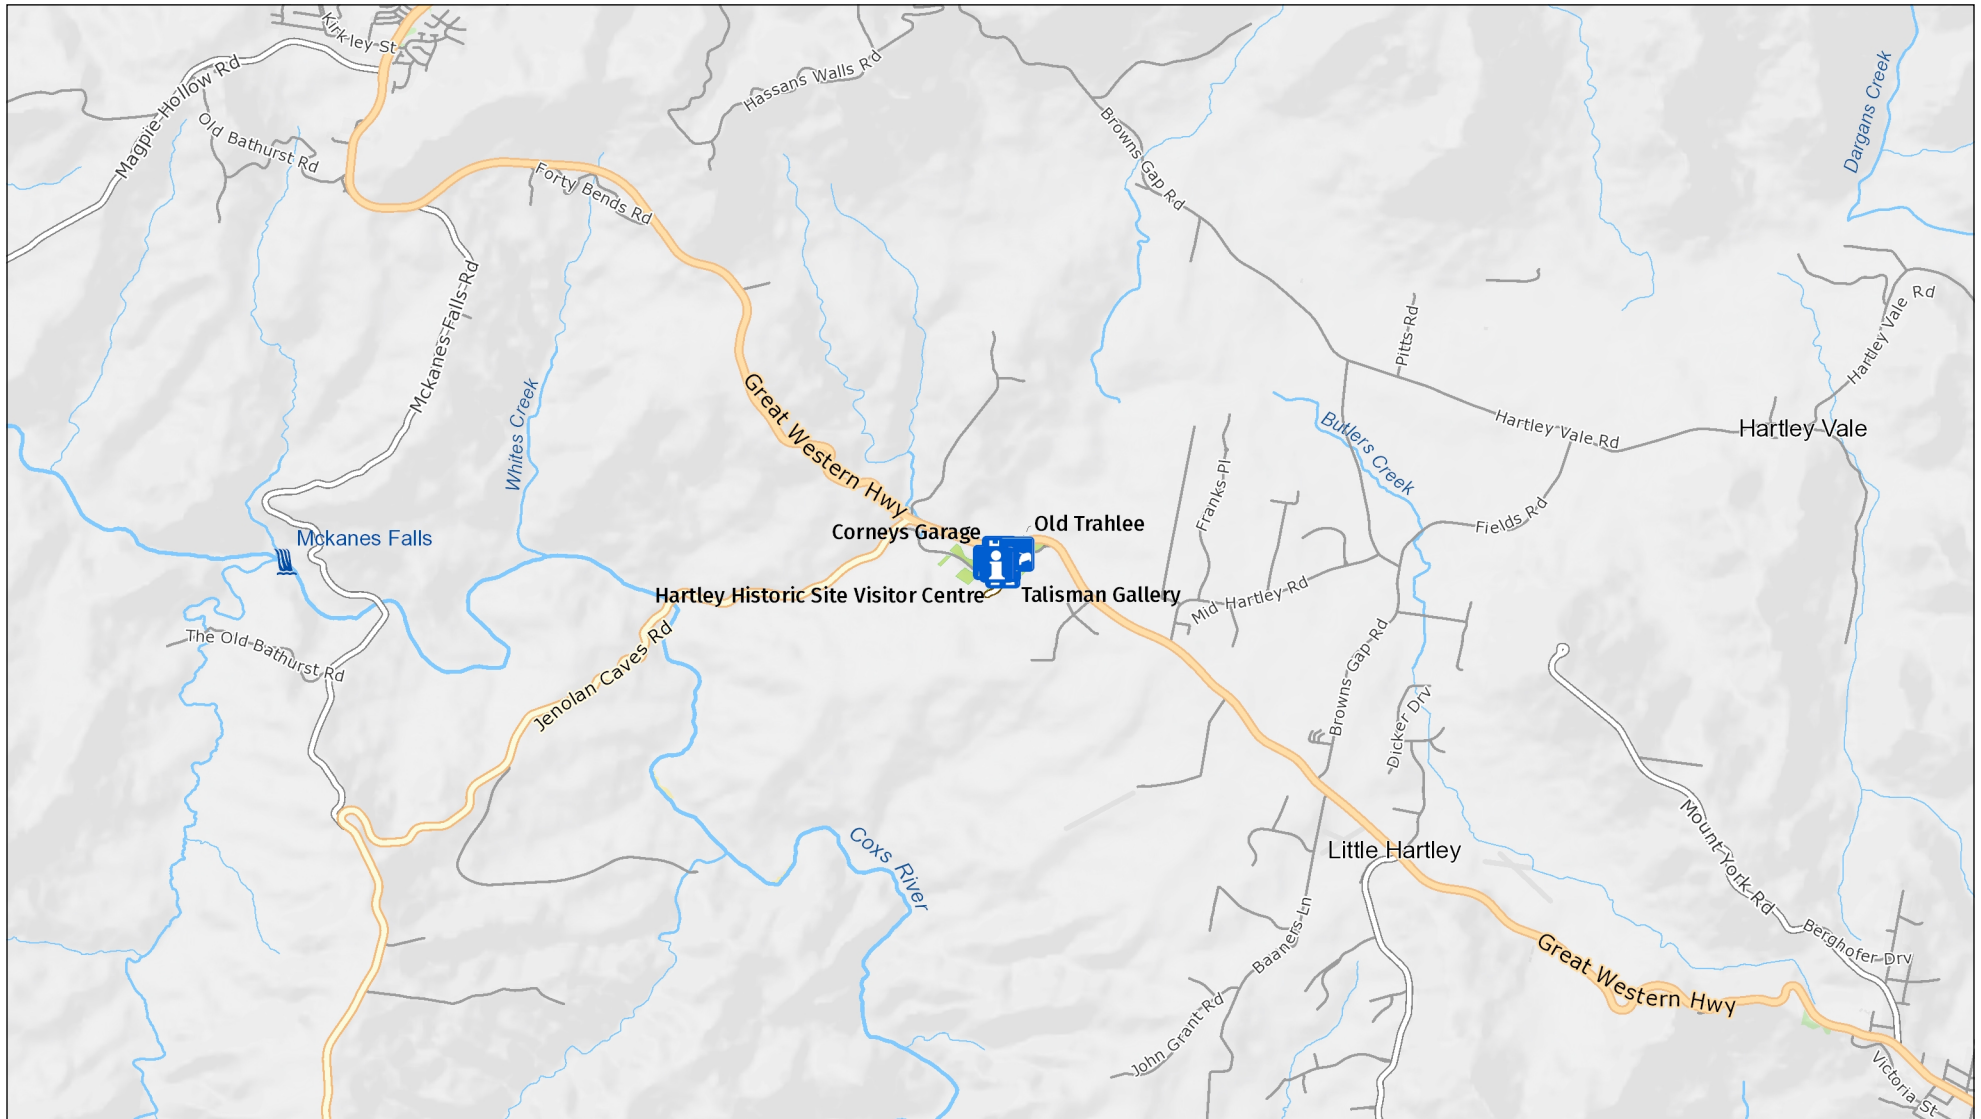 Kirkley St
Magpie-Hollow Rd
Old Bathurst Rd
Hassans Walls Rd
Browns Gap Rd
Dargans Creek
Forty Bends Rd
Mckanes-Falls-Rd
Whites Creek
Great Western Hwy
Pitts-Rd
Hartley Vale Rd
Hartley Vale Rd
Hartley Vale
Butlers Creek
Franks-Pl
Fields Rd
Mckanes Falls
Corneys Garage
Old Trahlee
i
Hartley Historic Site Visitor Centre
Talisman Gallery
Mid Hartley Rd
The Old Bathurst Rd
Jenolan Caves Rd
Browns-Gap-Rd
Dicker Drv
Mount York Rd
Coxs River
Little Hartley
Baaners-Ln
Berghofer Drv
Great Western Hwy
John Grant Rd
Victoria St